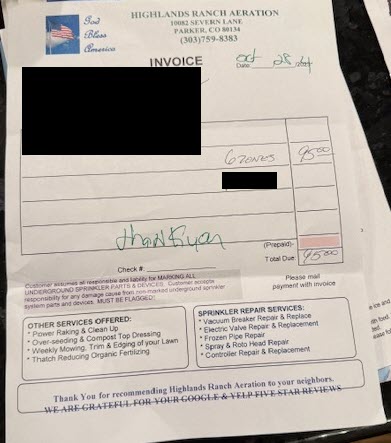 God
Bless
America
HIGHLANDS RANCH AERATION
10082 SEVERN LANE
PARKER, CO 80134
(303)759-8383
INVOICE
Date: Oct 28, 24
6 ZONES 95.00
thank you
(Prepaid)-
Total Due 95.00
Check #:
Please mail
payment with invoice
Customer assumes all responsible and liability for MARKING ALL
UNDERGROUND SPRINKLER PARTS & DEVICES. Customer accepts
responsibility for any damage cause from non-marked underground sprinkler
system parts and devices. MUST BE FLAGGED!
OTHER SERVICES OFFERED:
* Power Raking & Clean Up
* Over-seeding & Compost Top Dressing
* Weekly Mowing, Trim & Edging of your Lawn
* Thatch Reducing Organic Fertilizing
SPRINKLER REPAIR SERVICES:
* Vacuum Breaker Repair & Replace
* Electric Valve Repair & Replacement
* Frozen Pipe Repair
* Spray & Roto Head Repair
* Controller Repair & Replacement
Thank You for recommending Highlands Ranch Aeration to your neighbors.
WE ARE GRATEFUL FOR YOUR GOOGLE & YELP FIVE STAR REVIEWS